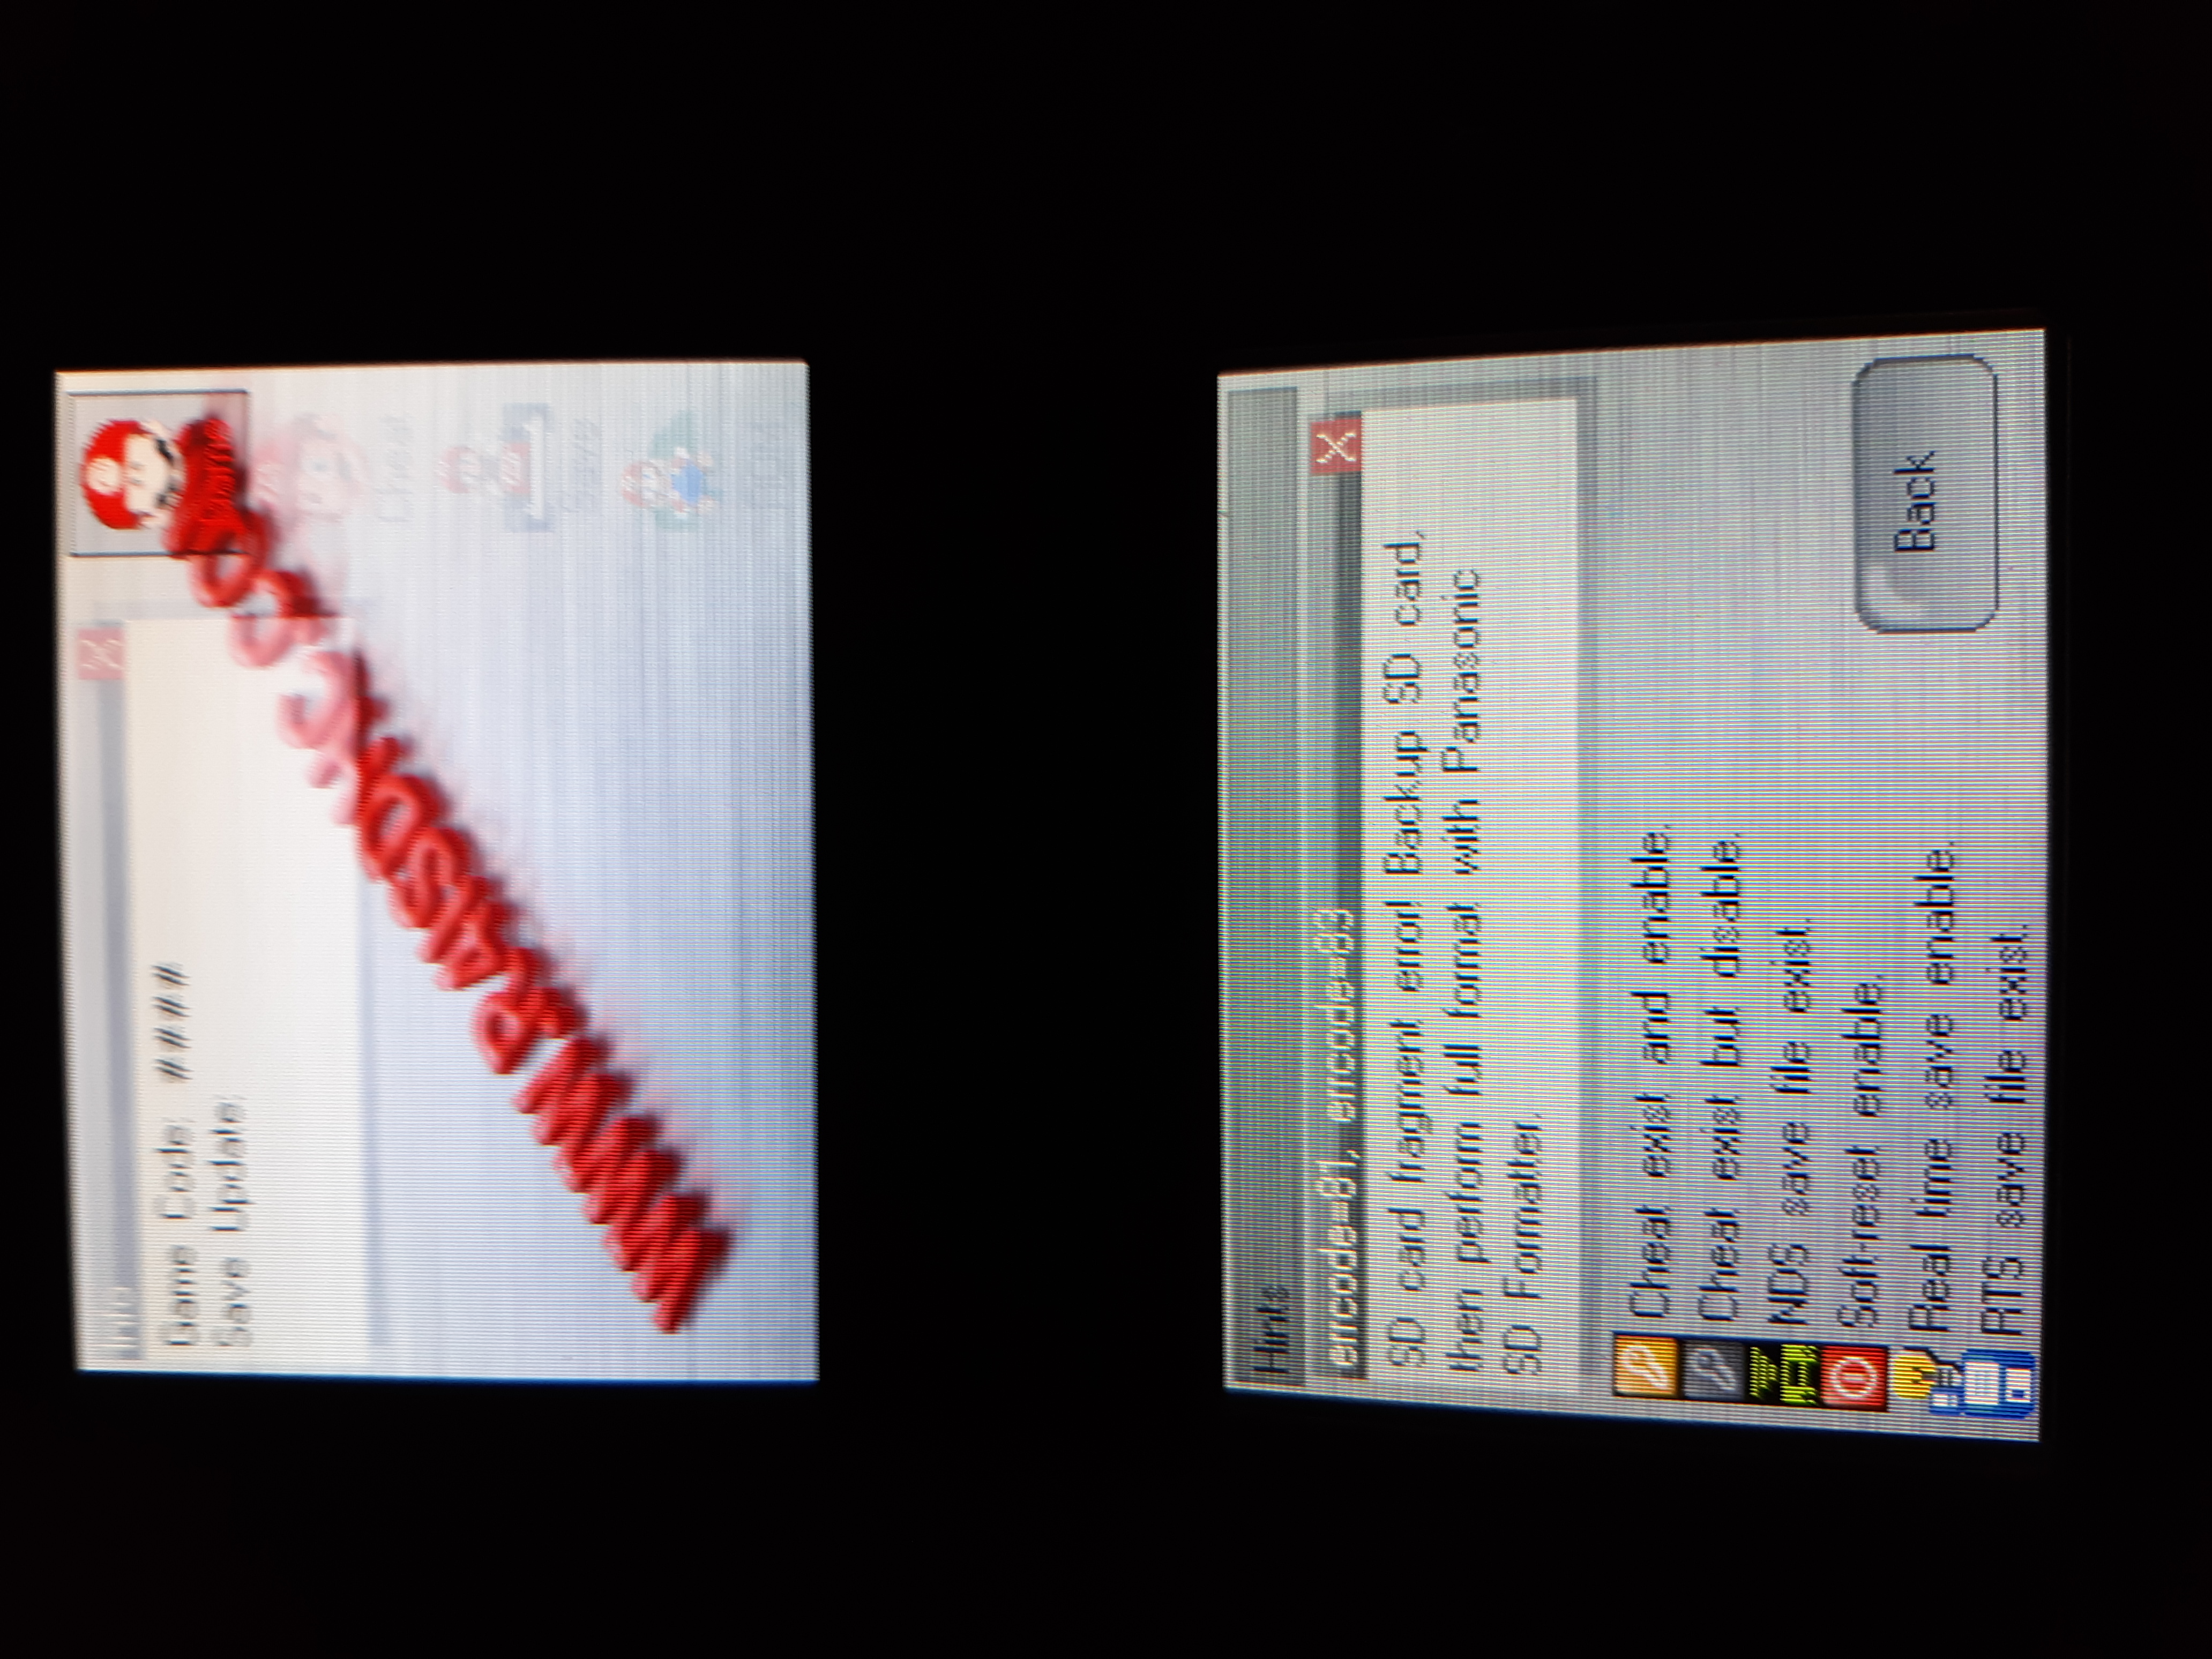 Info
Game Code: ####
Save Update:
Game
Cheat
Save
ROM
WWW.R4ISDHC.CO
Hints
errcode=81, errcode=83
SD card fragment error! Backup SD card,
then perform full format with Panasonic
SD Formatter.
Cheat exist and enable.
Cheat exist but disable.
NDS save file exist.
Soft-reset enable.
Real time save enable.
RTS save file exist.
Back